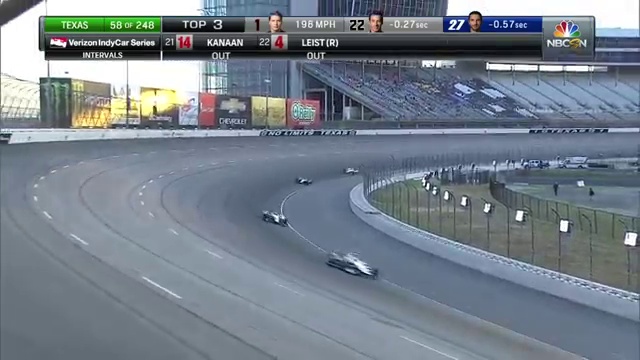 TEXAS 58 of 248 TOP 3 1 196 MPH 22 -0.27sec 27 -0.57sec
Verizon IndyCar Series 21 14 KANAAN 22 4 LEIST (R) NBCSN
INTERVALS OUT OUT
CHEVROLET O'Reilly
NO LIMITS, TEXAS